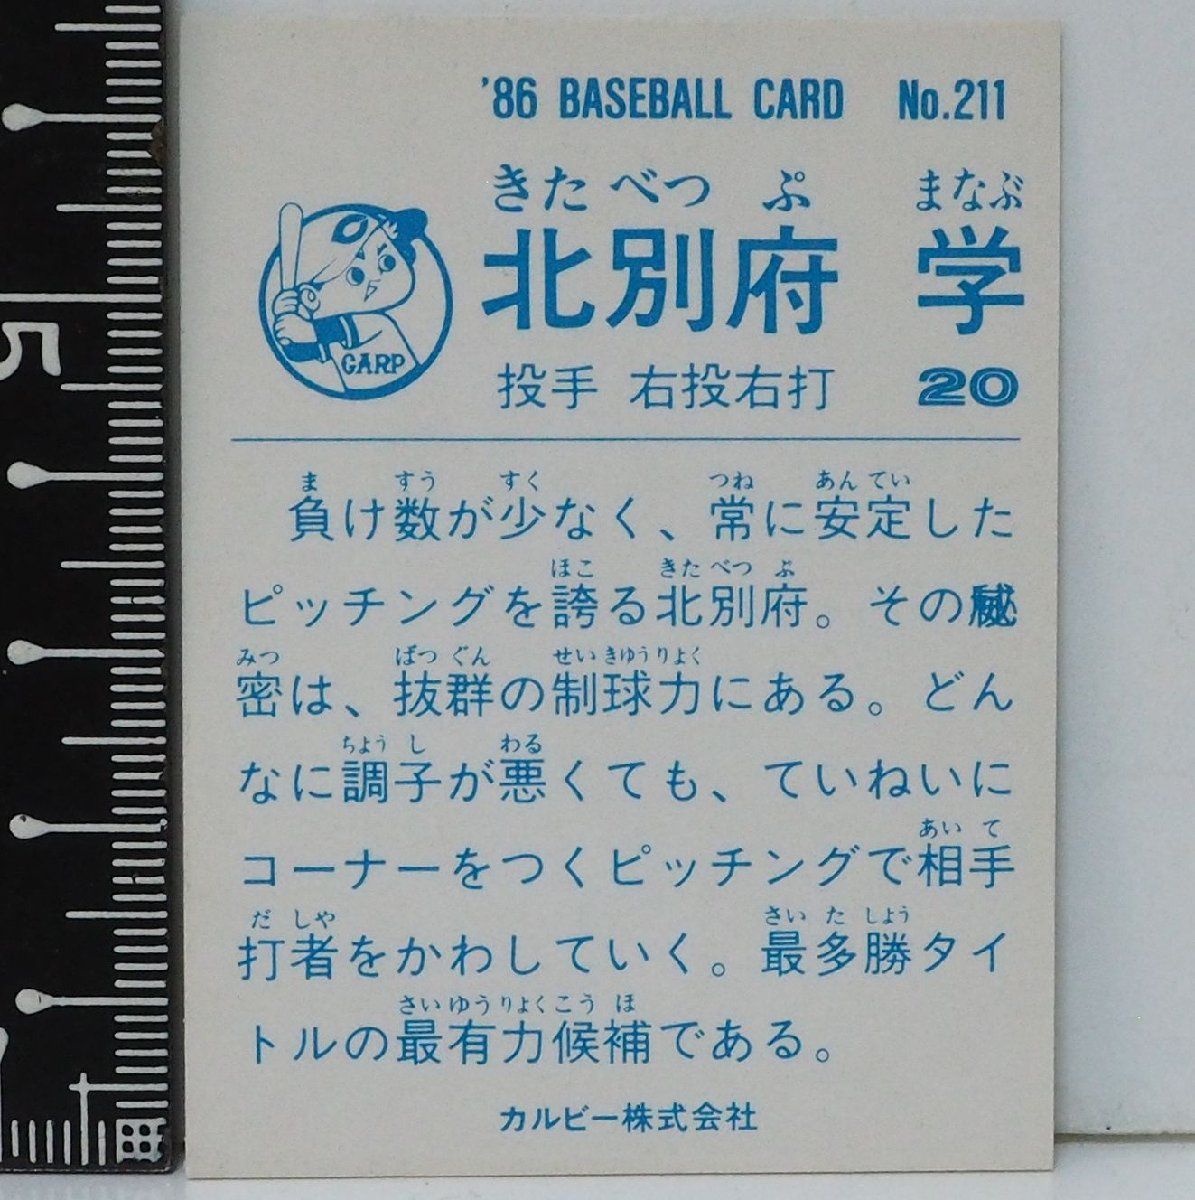 '86 BASEBALL CARD No.211
きた べつ ぷ まなぶ
北別府 学
CARP
投手 右投右打 20
ま すう すく つね あん てい
負け数が少なく、常に安定した
ほこ きた べつ ぷ
ピッチングを誇る北別府。その秘
みつ ばつ ぐん せい きゅう りょく
密は、抜群の制球力にある。どん
ちょう し わる
なに調子が悪くても、ていねいに
あい て
コーナーをつくピッチングで相手
だ しゃ さい た しょう
打者をかわしていく。最多勝タイ
さい ゆう りょく こう ほ
トルの最有力候補である。
カルビー株式会社
5